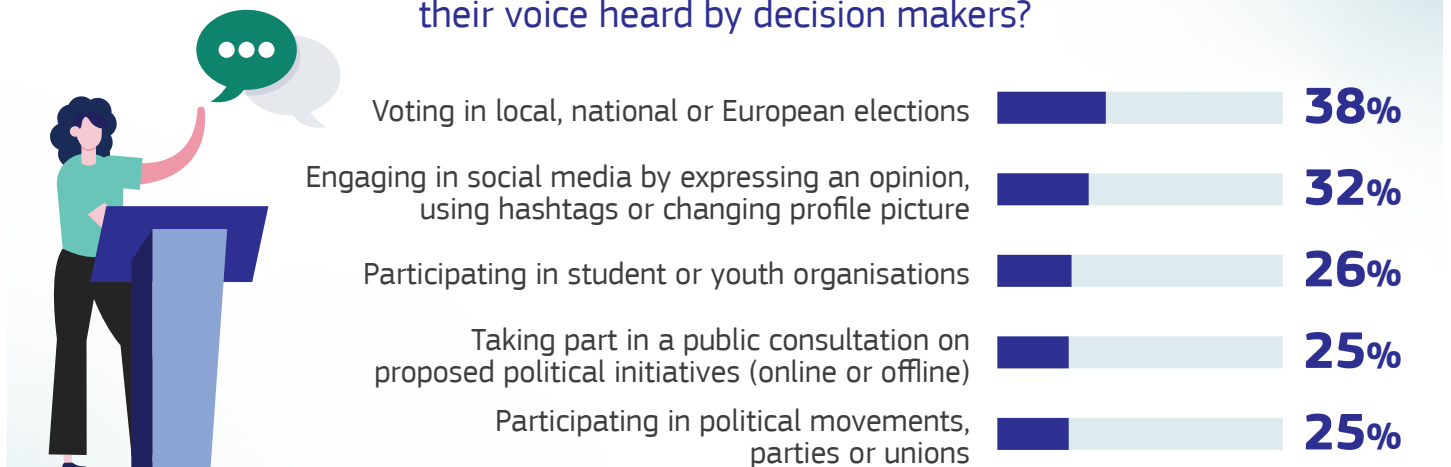 their voice heard by decision makers?
Voting in local, national or European elections
38%
Engaging in social media by expressing an opinion,
using hashtags or changing profile picture
32%
Participating in student or youth organisations
26%
Taking part in a public consultation on
proposed political initiatives (online or offline)
25%
Participating in political movements,
parties or unions
25%